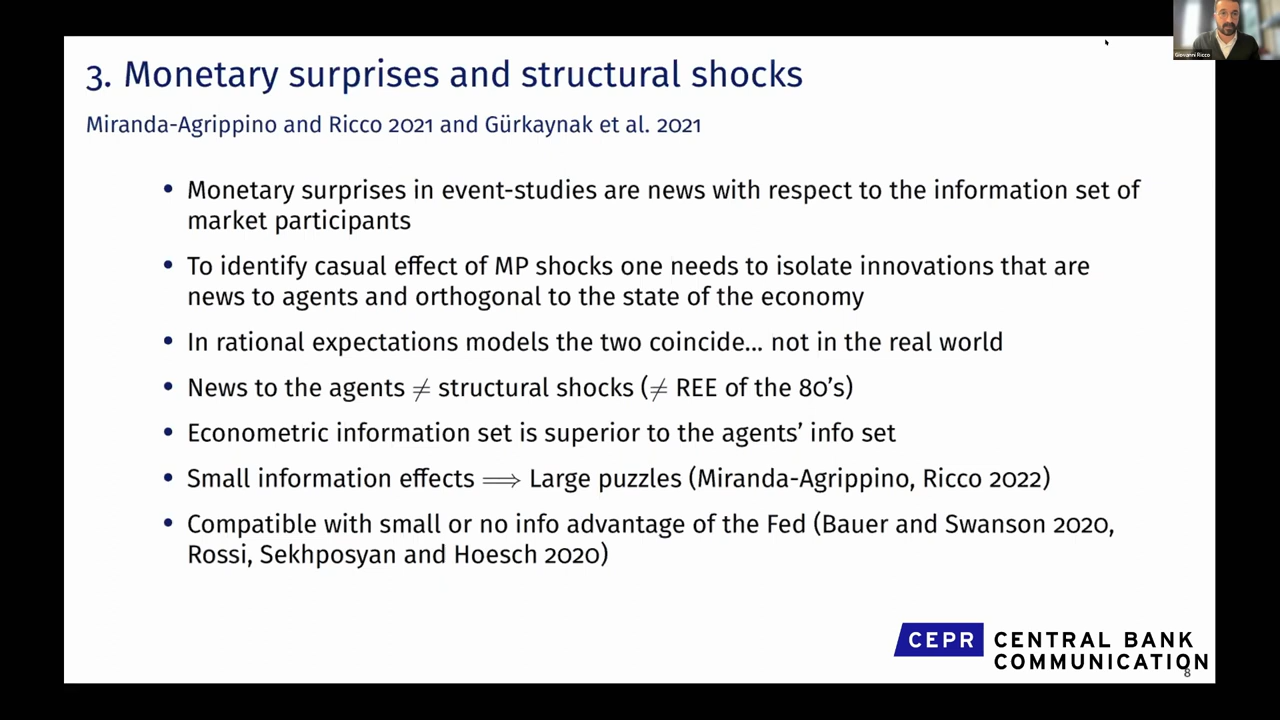 Giovanni Ricco
3. Monetary surprises and structural shocks
Miranda-Agrippino and Ricco 2021 and Gürkaynak et al. 2021
• Monetary surprises in event-studies are news with respect to the information set of
market participants
• To identify casual effect of MP shocks one needs to isolate innovations that are
news to agents and orthogonal to the state of the economy
• In rational expectations models the two coincide... not in the real world
• News to the agents ≠ structural shocks (≠ REE of the 80's)
• Econometric information set is superior to the agents' info set
• Small information effects ⟹ Large puzzles (Miranda-Agrippino, Ricco 2022)
• Compatible with small or no info advantage of the Fed (Bauer and Swanson 2020,
Rossi, Sekhposyan and Hoesch 2020)
CEPR
CENTRAL BANK
COMMUNICATION
8